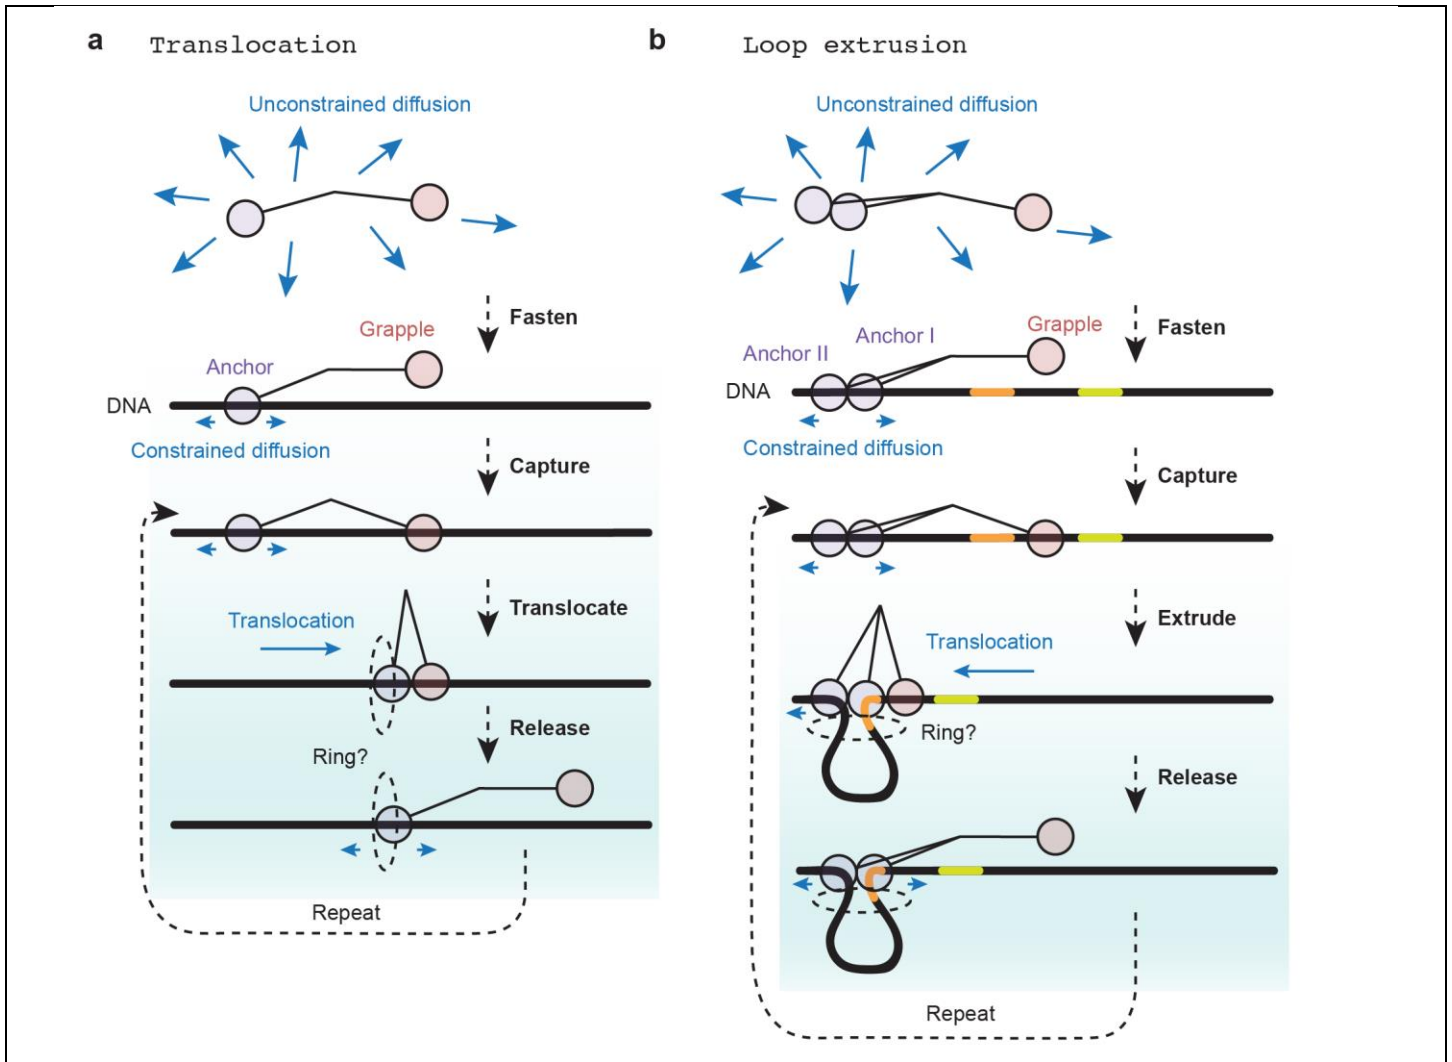 a Translocation
Unconstrained diffusion
Fasten
Grapple
Anchor
DNA
Constrained diffusion
Capture
Translocation
Translocate
Release
Ring?
Repeat
b Loop extrusion
Unconstrained diffusion
Fasten
Grapple
Anchor I
Anchor II
DNA
Constrained diffusion
Capture
Extrude
Translocation
Ring?
Release
Repeat